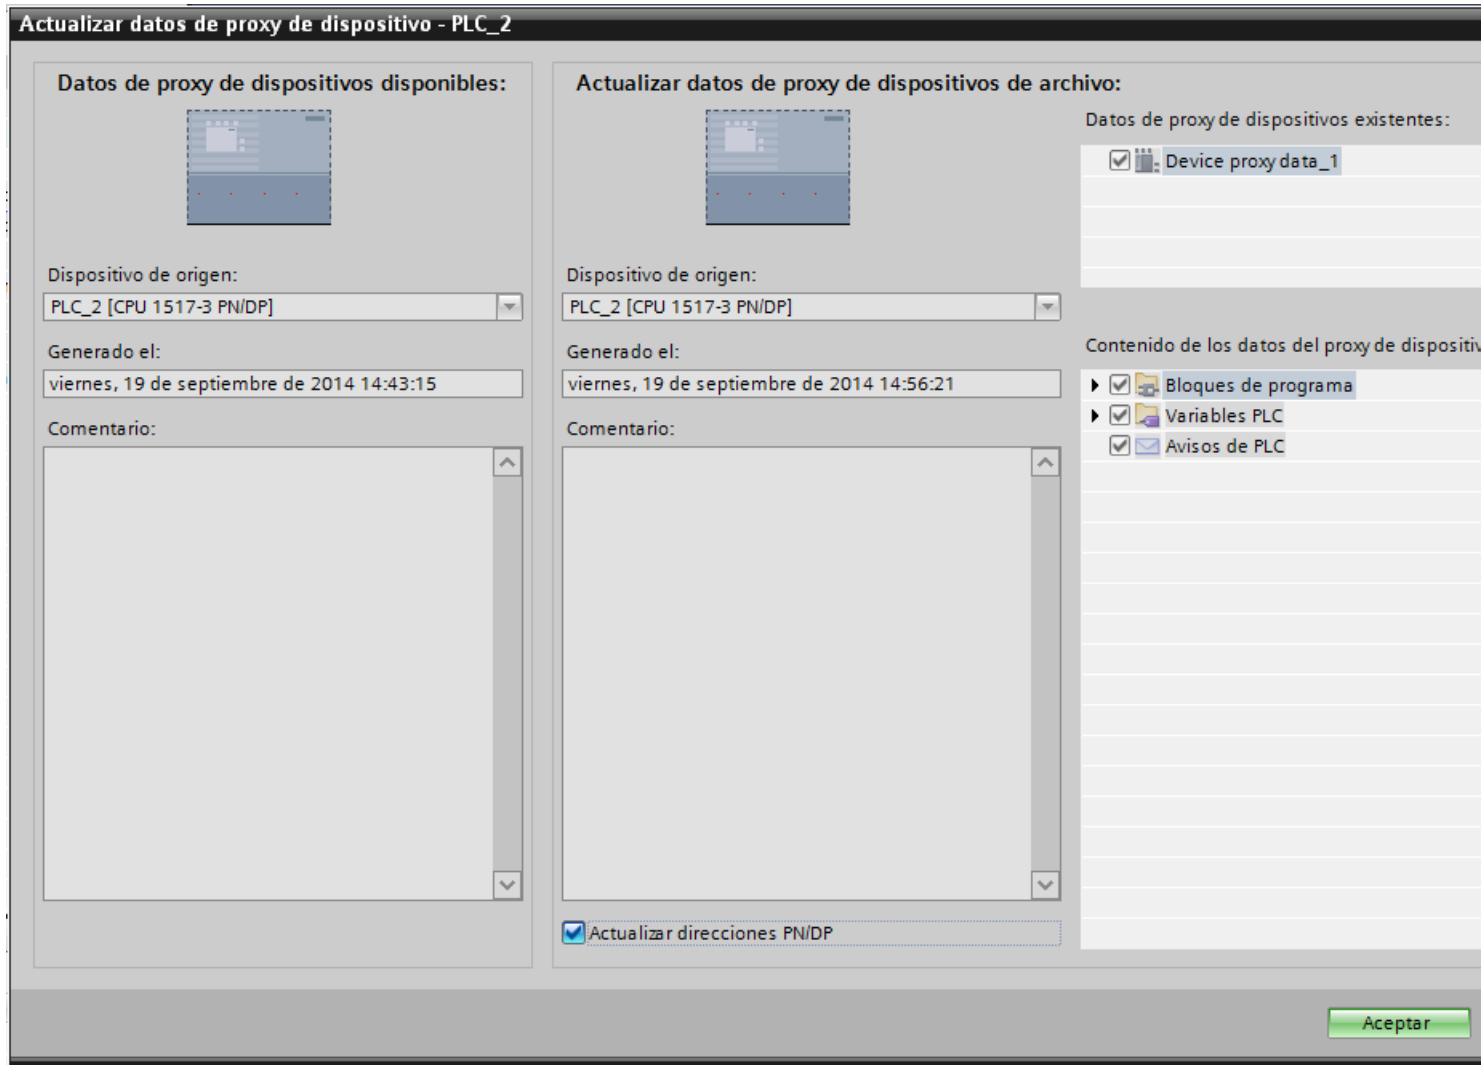 Actualizar datos de proxy de dispositivo - PLC_2
Datos de proxy de dispositivos disponibles:
Dispositivo de origen:
PLC_2 [CPU 1517-3 PN/DP]
Generado el:
viernes, 19 de septiembre de 2014 14:43:15
Comentario:
Actualizar datos de proxy de dispositivos de archivo:
Dispositivo de origen:
PLC_2 [CPU 1517-3 PN/DP]
Generado el:
viernes, 19 de septiembre de 2014 14:56:21
Comentario:
Actualizar direcciones PN/DP
Datos de proxy de dispositivos existentes:
Device proxy data_1
Contenido de los datos del proxy de dispositiv
Bloques de programa
Variables PLC
Avisos de PLC
Aceptar